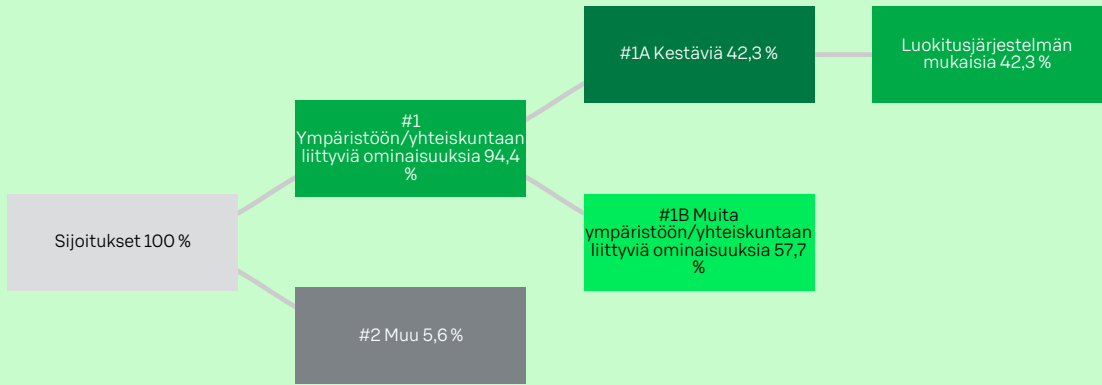 #1A Kestäviä 42,3 %
Luokitusjärjestelmän
mukaisia 42,3 %
#1
Ympäristöön/yhteiskuntaan
liittyviä ominaisuuksia 94,4
%
Sijoitukset 100 %
#1B Muita
ympäristöön/yhteiskuntaan
liittyviä ominaisuuksia 57,7
%
#2 Muu 5,6 %